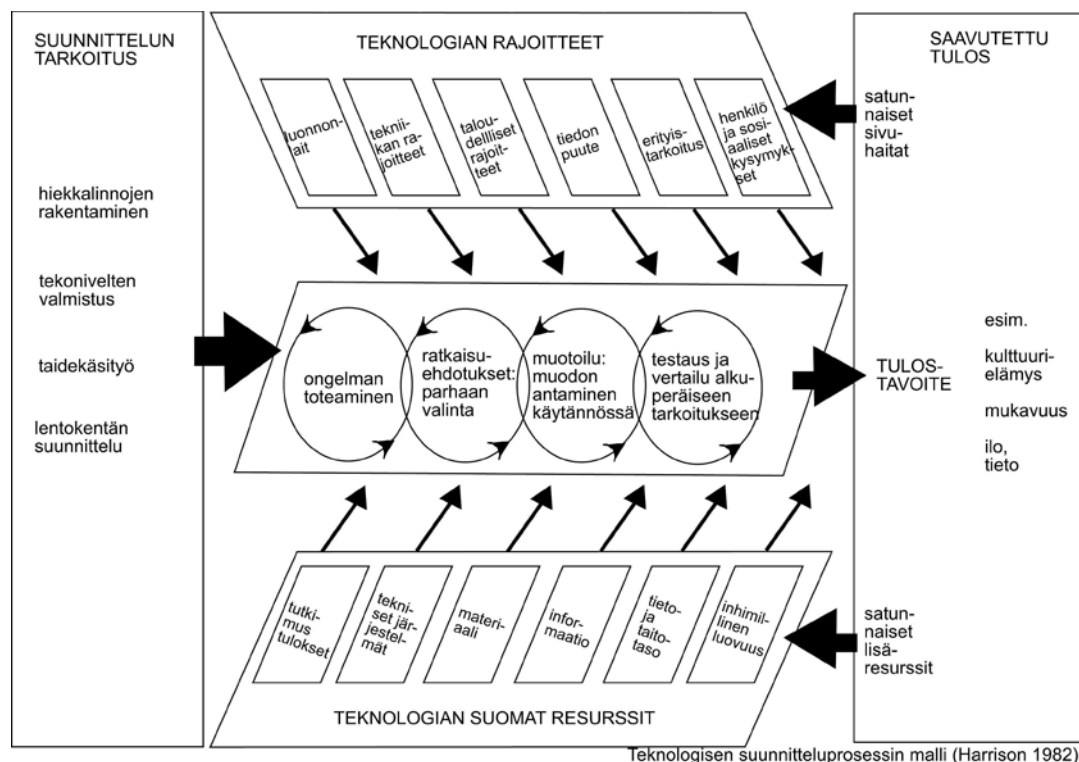 SUUNNITTELUN
TARKOITUS
hiekkalinnojen
rakentaminen
tekonivelten
valmistus
taidekäsityö
lentokentän
suunnittelu
TEKNOLOGIAN RAJOITTEET
luonnon-
ait
tekniі-
kan ra-
joitteet
talou-
delliset
rajoit-
teet
tiedon
puute
erityis-
tarkoitus
henkilö
ja sosi-
aaliset
kysymyk-
set
ongelman
toteaminen
ratkaisu-
ehdotukset:
parhaan
valinta
muotoilu:
muodon
antaminen
käytännössä
testaus ja
vertailu alku-
peräiseen
tarkoitukseen
tutki-
mus
tulokset
tekni-
set jär-
jestel-
mät
materi-
aali
infor-
maatio
tieto-
ja
taito-
taso
inhimil-
linen
luovuus
TEKNOLOGIAN SUOMAT RESURSSIT
SAAVUTETTU
TULOS
satun-
naiset
sivu-
haitat
TULOS-
TAVOITE
esim.
kulttuuri-
elämys
mukavuus
ilo,
tieto
satun-
naiset
lisä-
resurssit
Teknologisen suunnitteluprosessin malli (Harrison 1982)